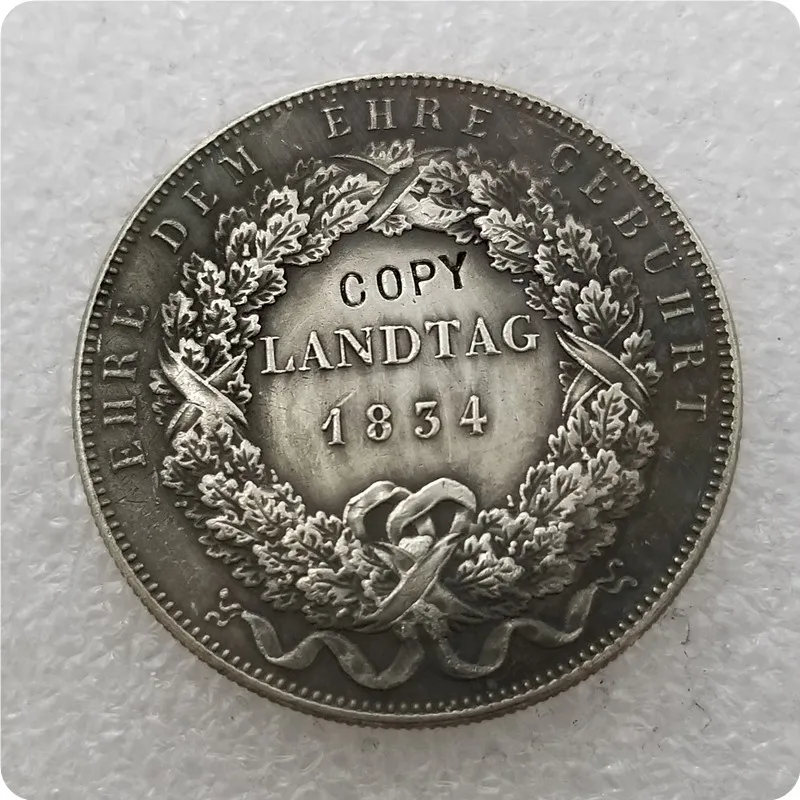 EHRE DEM EHRE GEBÜHRT
COPY
LANDTAG
1834